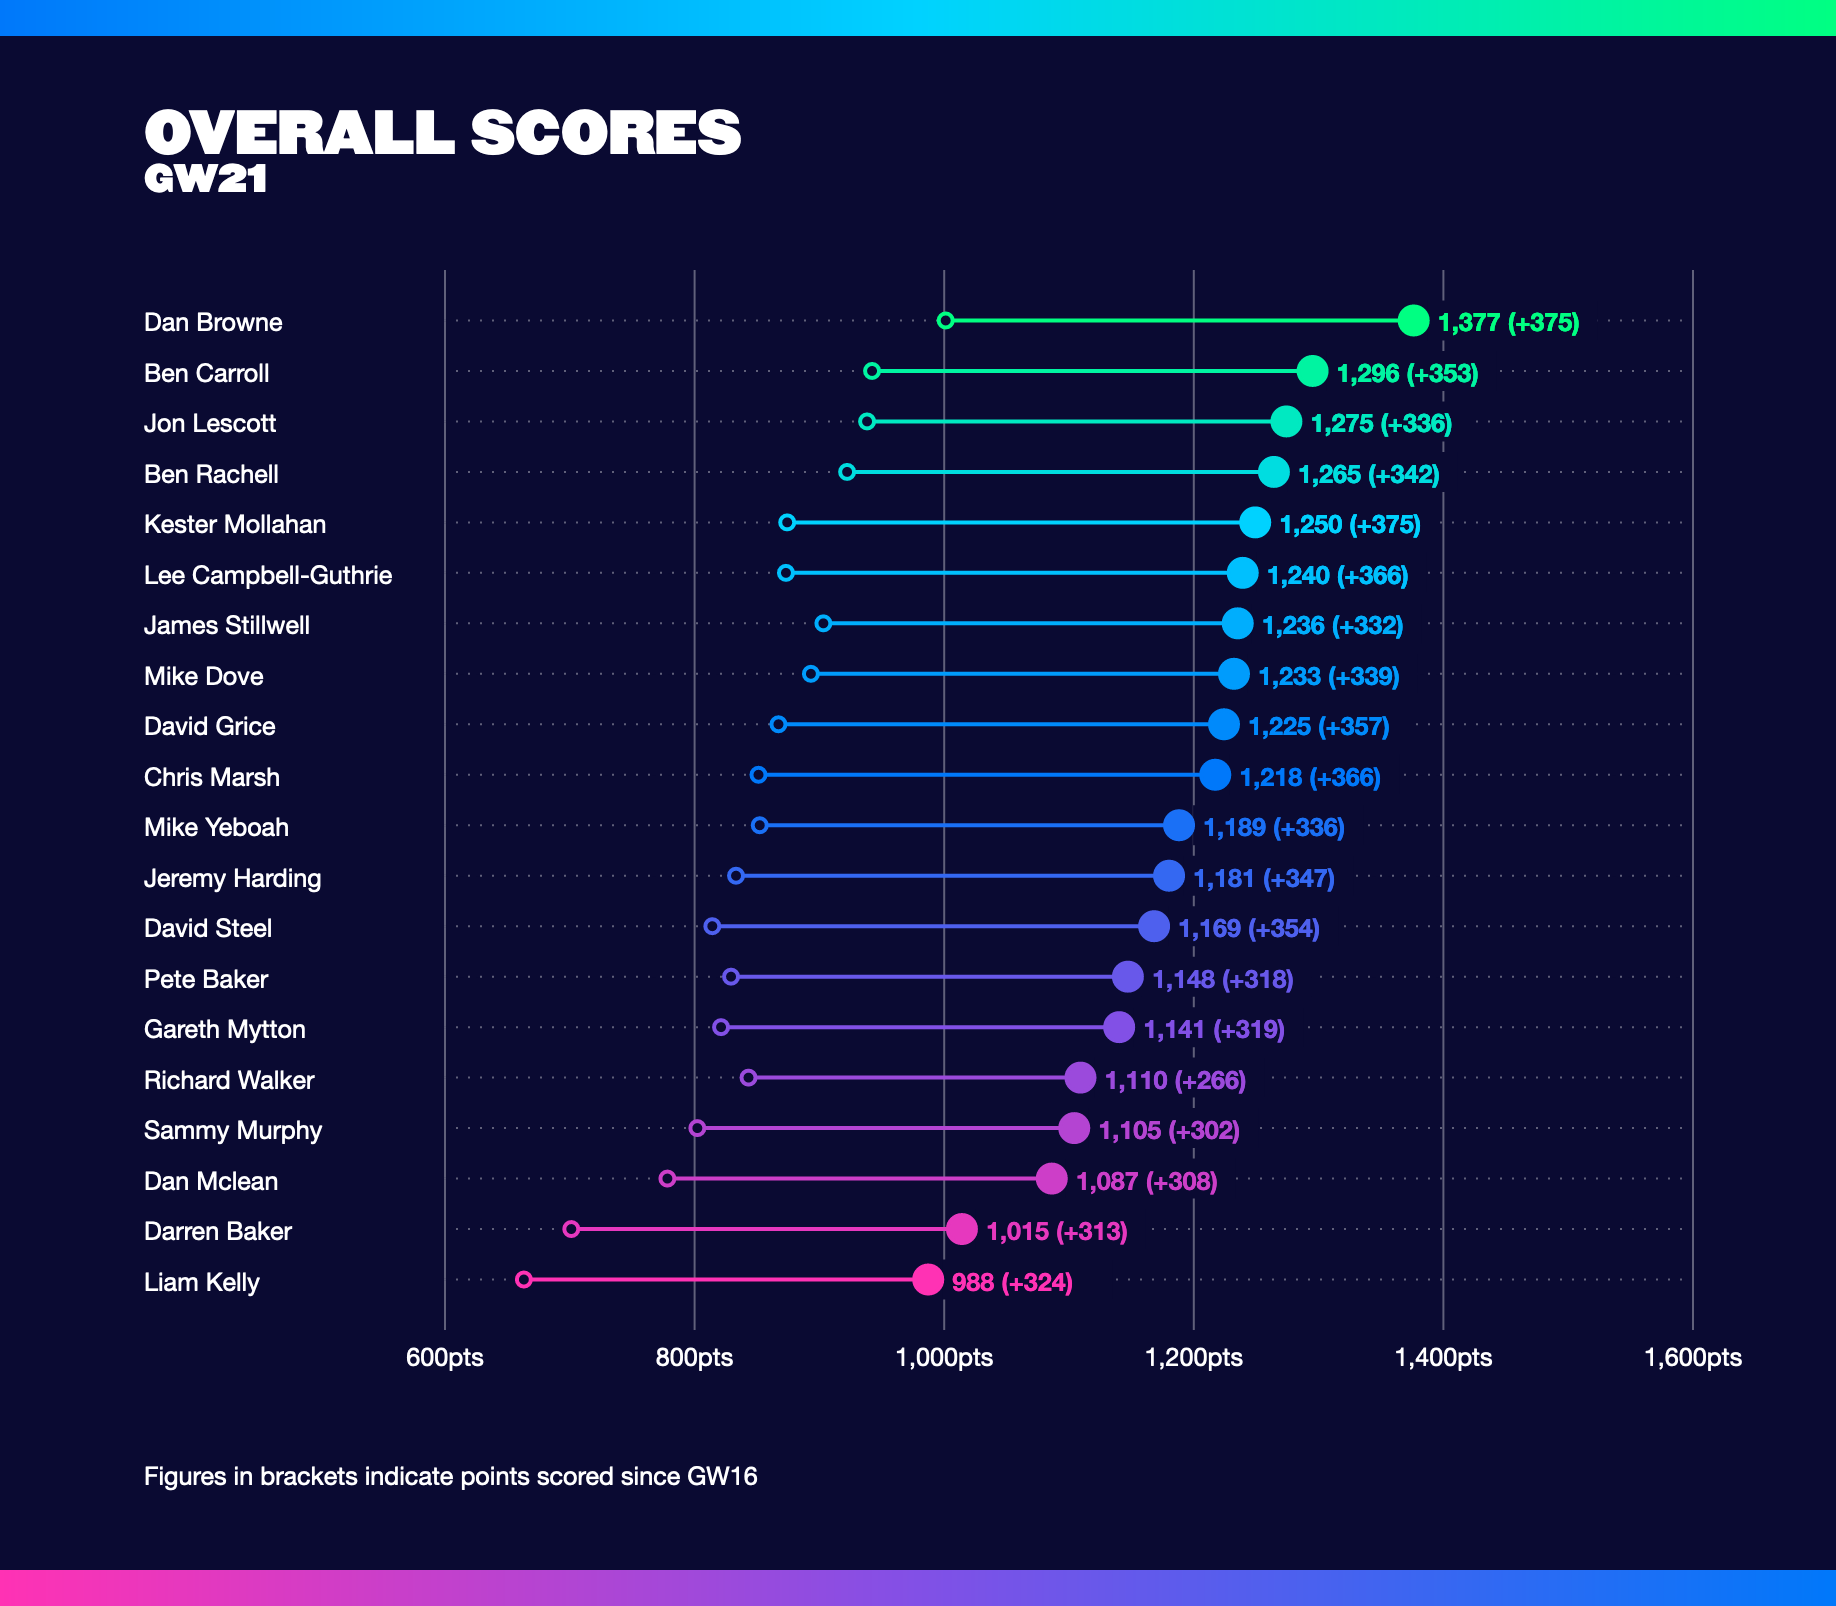 OVERALL SCORES
GW21
Dan Browne 1,377 (+375)
Ben Carroll 1,296 (+353)
Jon Lescott 1,275 (+336)
Ben Rachell 1,265 (+342)
Kester Mollahan 1,250 (+375)
Lee Campbell-Guthrie 1,240 (+366)
James Stillwell 1,236 (+332)
Mike Dove 1,233 (+339)
David Grice 1,225 (+357)
Chris Marsh 1,218 (+366)
Mike Yeboah 1,189 (+336)
Jeremy Harding 1,181 (+347)
David Steel 1,169 (+354)
Pete Baker 1,148 (+318)
Gareth Mytton 1,141 (+319)
Richard Walker 1,110 (+266)
Sammy Murphy 1,105 (+302)
Dan Mclean 1,087 (+308)
Darren Baker 1,015 (+313)
Liam Kelly 988 (+324)
600pts 800pts 1,000pts 1,200pts 1,400pts 1,600pts
Figures in brackets indicate points scored since GW16